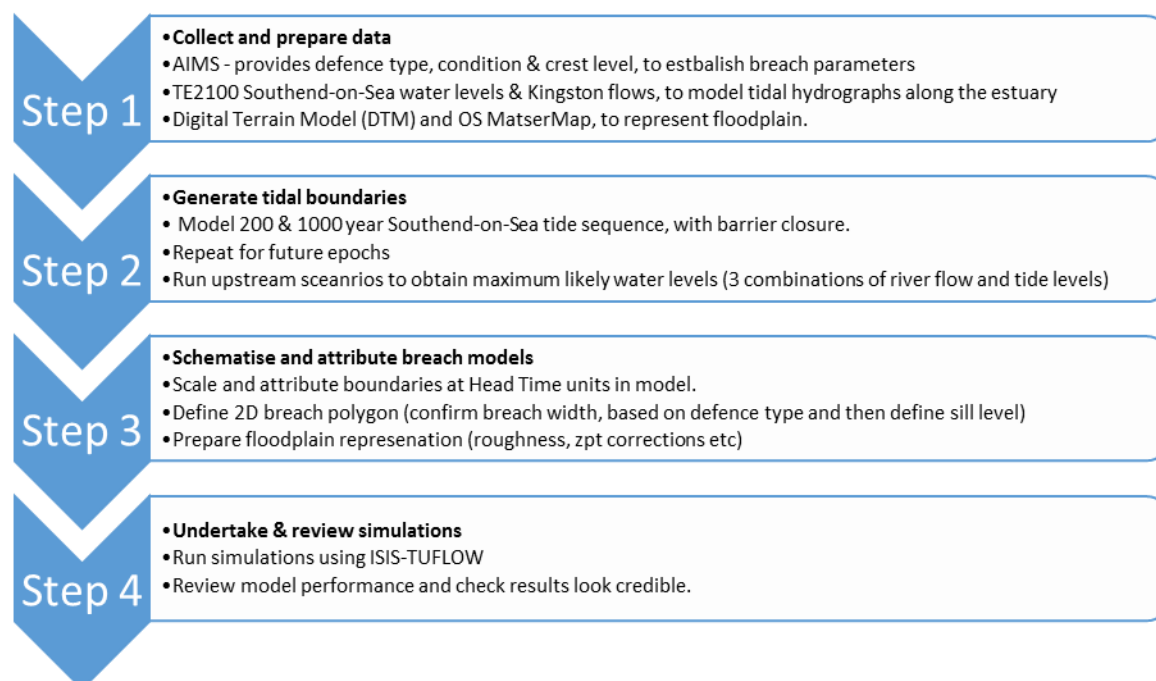 Step 1
•Collect and prepare data
•AIMS - provides defence type, condition & crest level, to estbalish breach parameters
•TE2100 Southend-on-Sea water levels & Kingston flows, to model tidal hydrographs along the estuary
•Digital Terrain Model (DTM) and OS MatserMap, to represent floodplain.
Step 2
•Generate tidal boundaries
• Model 200 & 1000 year Southend-on-Sea tide sequence, with barrier closure.
•Repeat for future epochs
•Run upstream sceanrios to obtain maximum likely water levels (3 combinations of river flow and tide levels)
Step 3
•Schematise and attribute breach models
•Scale and attribute boundaries at Head Time units in model.
•Define 2D breach polygon (confirm breach width, based on defence type and then define sill level)
•Prepare floodplain represenation (roughness, zpt corrections etc)
Step 4
•Undertake & review simulations
•Run simulations using ISIS-TUFLOW
•Review model performance and check results look credible.